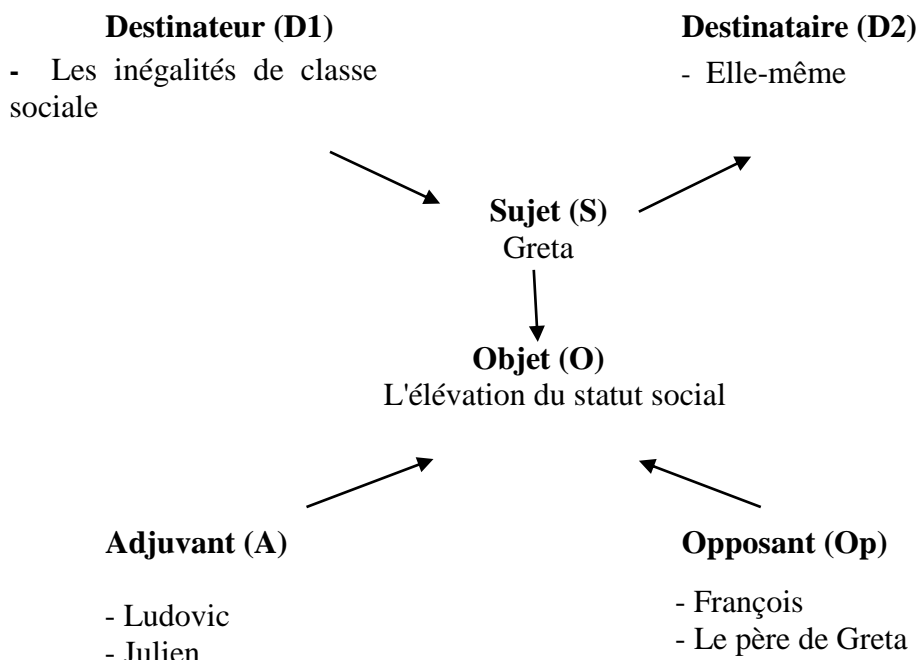 Destinateur (D1)
- Les inégalités de classe
sociale
Destinataire (D2)
- Elle-même
Sujet (S)
Greta
Objet (O)
L'élévation du statut social
Adjuvant (A)
- Ludovic
- Julien
Opposant (Op)
- François
- Le père de Greta